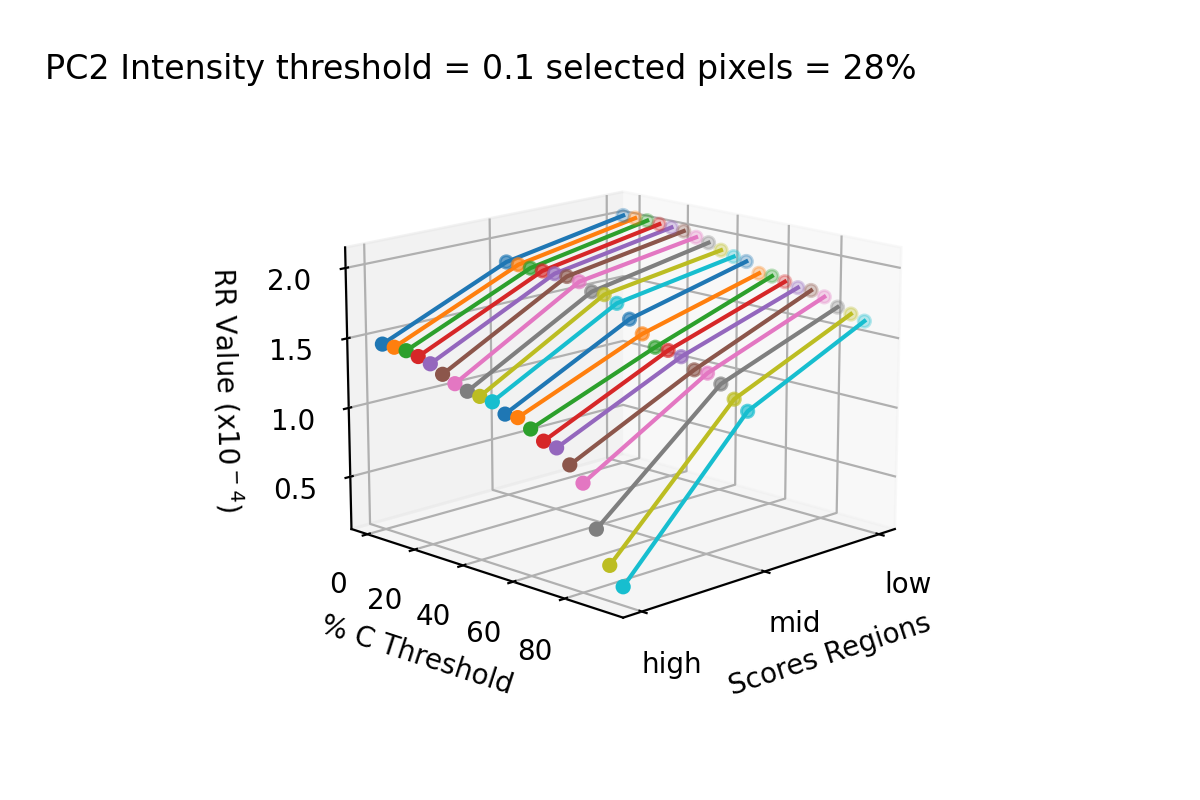 PC2 Intensity threshold = 0.1 selected pixels = 28%
2.0
1.5
1.0
0.5
RR Value (x10⁻⁴)
0
20
40
60
80
% C Threshold
high
mid
low
Scores Regions